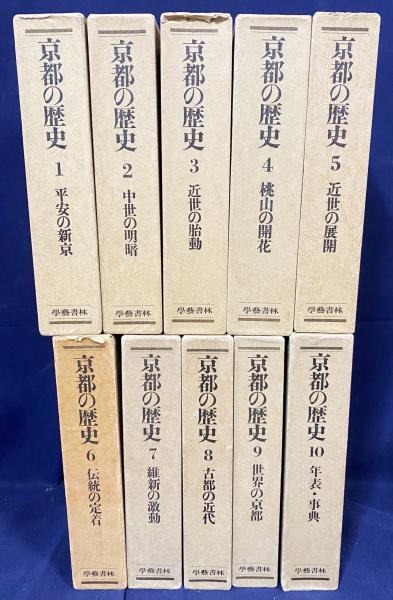 京都の歴史
1 平安の新京
林書藝學
京都の歴史
2 中世の明暗
林書藝學
京都の歴史
3 近世の胎動
林書藝學
京都の歴史
4 桃山の開花
林書藝學
京都の歴史
5 近世の展開
林書藝學
京都の歴史
6 伝統の定着
林書藝學
京都の歴史
7 維新の激動
林書藝學
京都の歴史
8 古都の近代
林書藝學
京都の歴史
9 世界の京都
林書藝學
京都の歴史
10 年表・事典
林書藝學